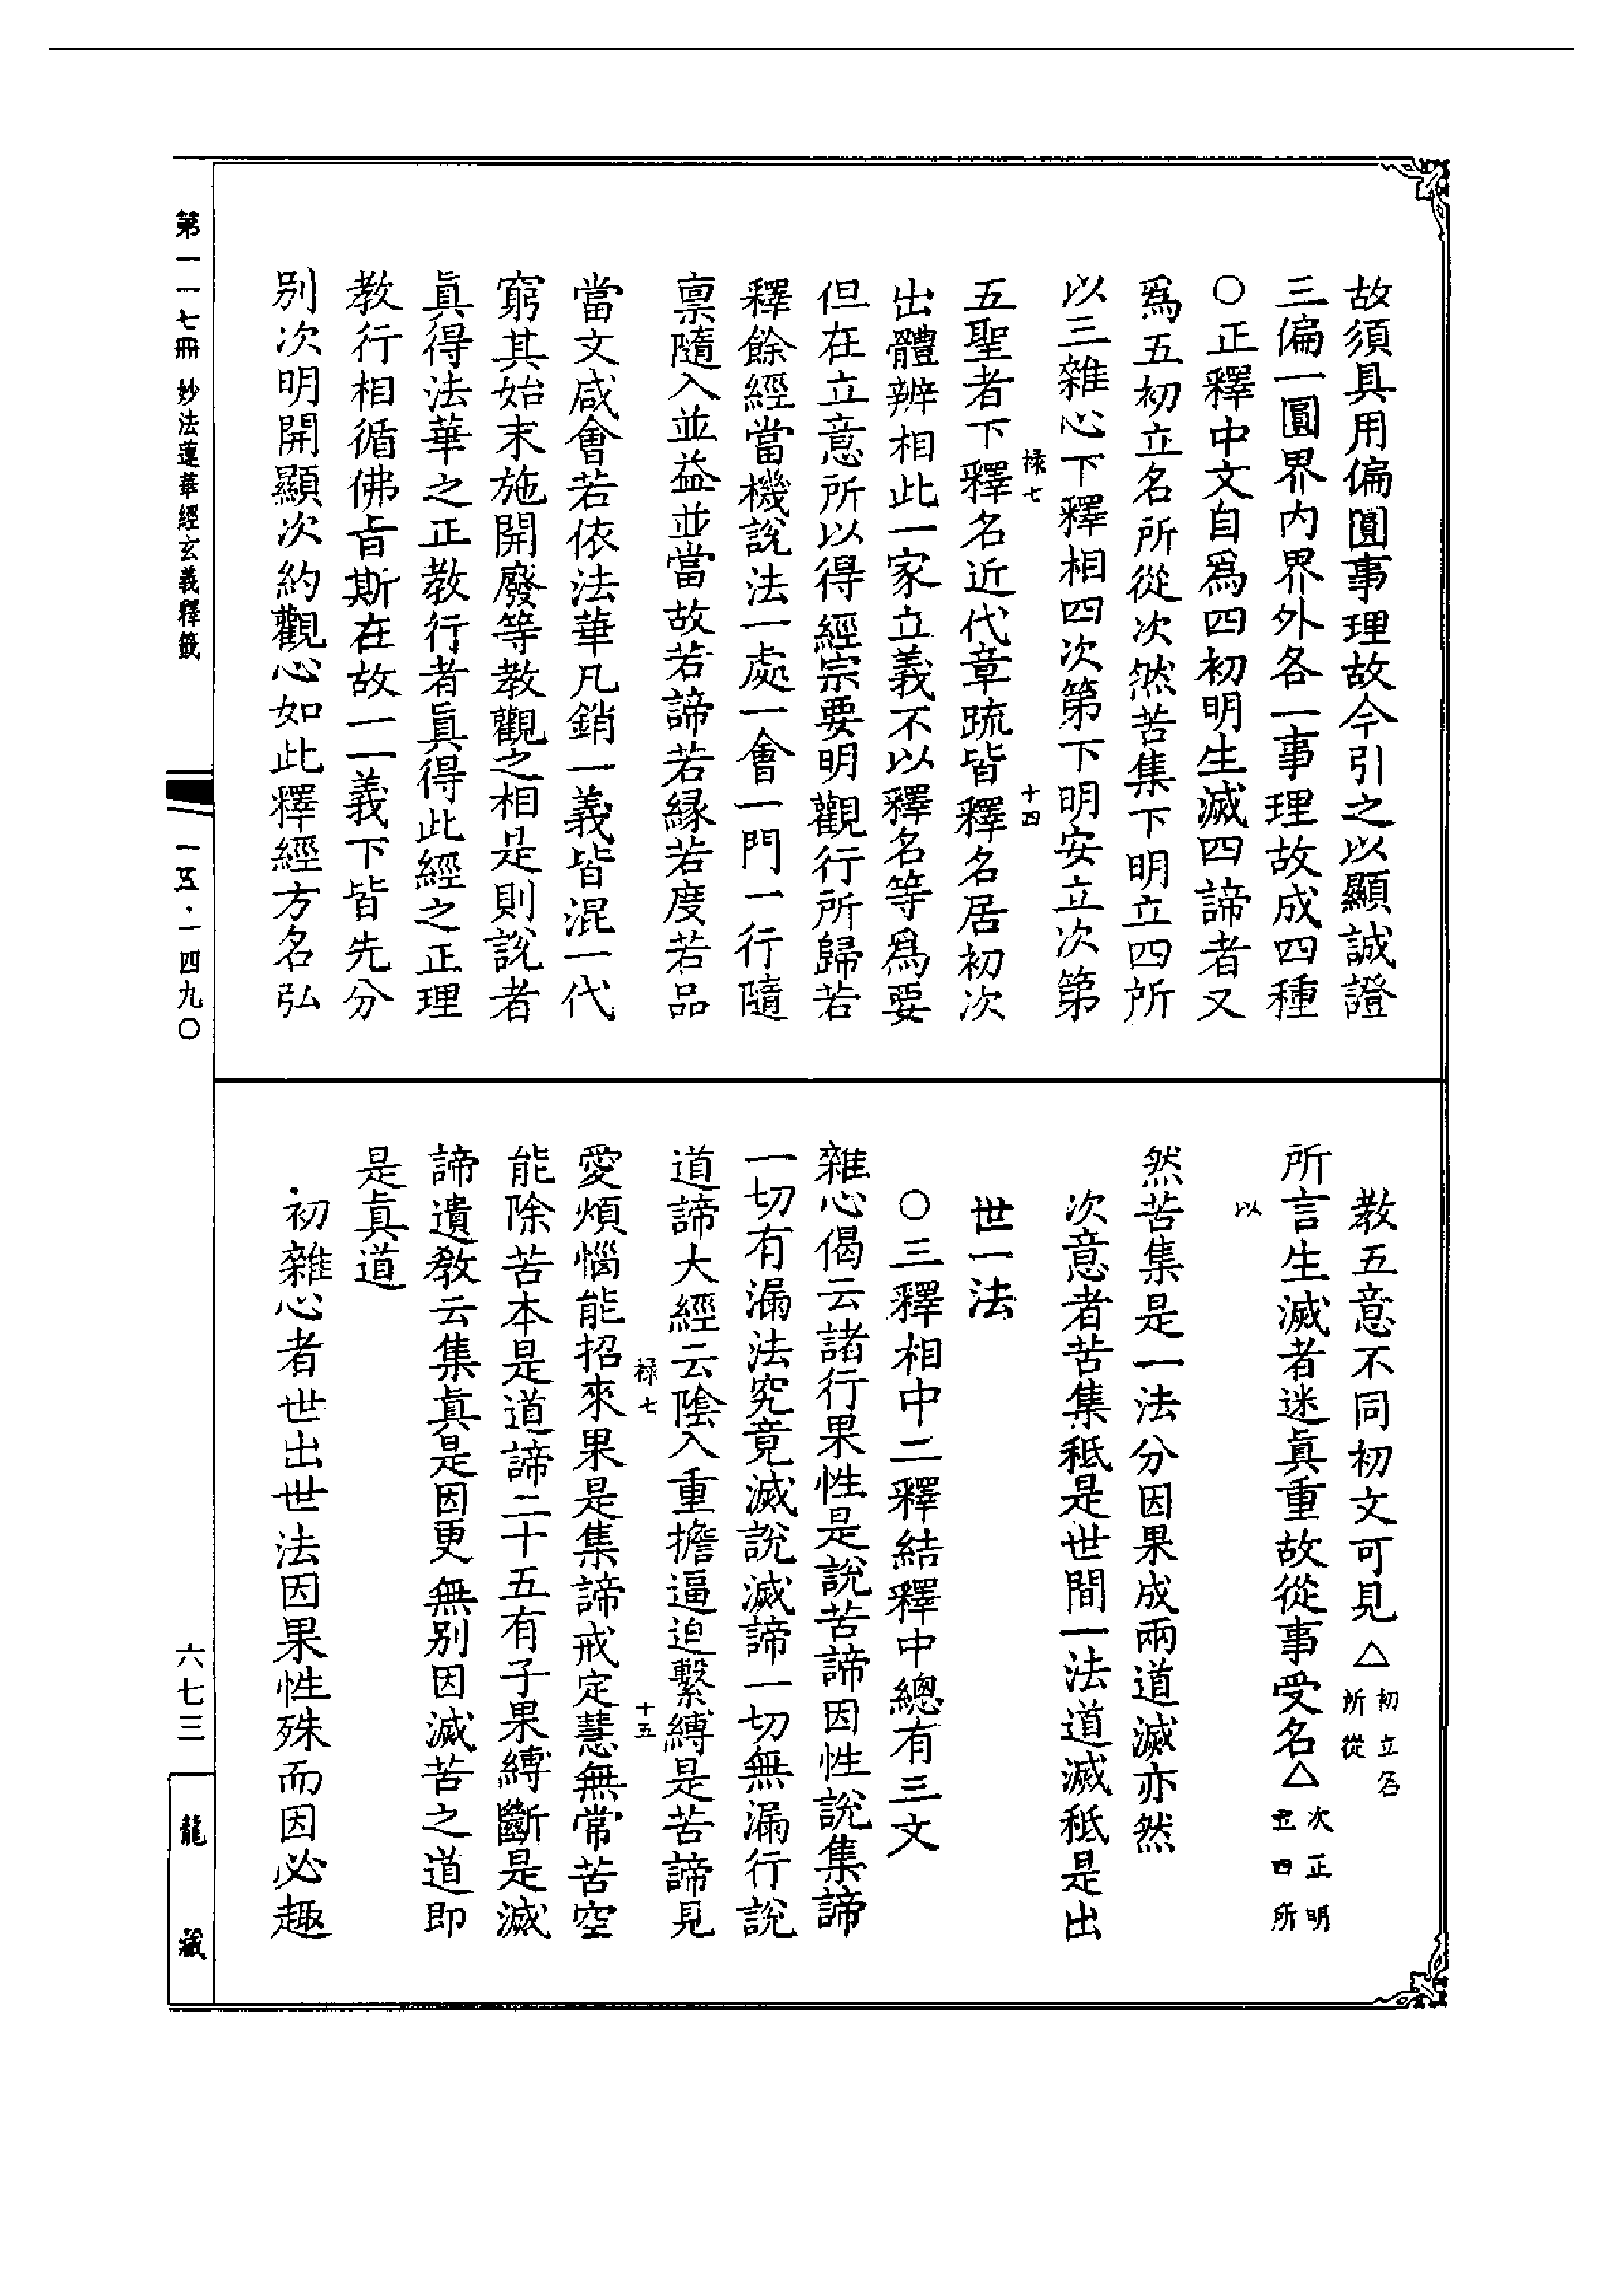 故須具用偏圓事理故今引之以顯誠證
三偏一圓界內界外各一事理故成四種
○正釋中文自爲四初明生滅四諦者又
爲五初立名所從次然苦集下明立四所
以三雜心下釋相四次第下明安立次第
祿七 十四
五聖者下釋名近代章疏皆釋名居初次
出體辨相此一家立義不以釋名等爲要
但在立意所以得經宗要明觀行所歸若
釋餘經當機說法一處一會一門一行隨
稟隨入並益並當故若諦若緣若度若品
當文咸會若依法華凡銷一義皆混一代
窮其始末施開廢等教觀之相是則說者
眞得法華之正教行者眞得此經之正理
教行相循佛旨斯在故一一義下皆先分
別次明開顯次約觀心如此釋經方名弘
教五意不同初文可見△初立名所從
所言生滅者迷眞重故從事受名△次正明立四所以
然苦集是一法分因果成兩道滅亦然
次意者苦集秖是世間一法道滅秖是出
世一法
○三釋相中二釋結釋中總有三文
雜心偈云諸行果性是說苦諦因性說集諦
一切有漏法究竟滅說滅諦一切無漏行說
道諦大經云陰入重擔逼迫繫縛是苦諦見
祿七 十五
愛煩惱能招來果是集諦戒定慧無常苦空
能除苦本是道諦二十五有子果縛斷是滅
諦遺教云集眞是因更無別因滅苦之道即
是眞道
初雜心者世出世法因果性殊而因必趣
第一一七冊 妙法蓮華經玄義釋籤 一五·一四九〇 六七三 龍藏